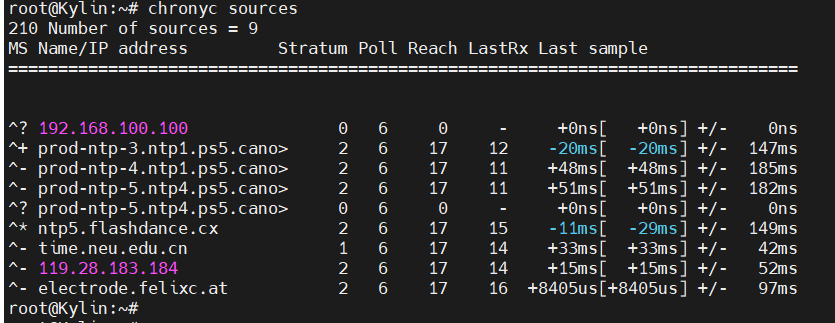 root@Kylin:~# chronyc sources
210 Number of sources = 9
MS Name/IP address         Stratum Poll Reach LastRx Last sample
===============================================================================
^? 192.168.100.100               0   6     0     -     +0ns[   +0ns] +/-    0ns
^+ prod-ntp-3.ntp1.ps5.cano>     2   6    17    12    -20ms[  -20ms] +/-  147ms
^- prod-ntp-4.ntp1.ps5.cano>     2   6    17    11    +48ms[  +48ms] +/-  185ms
^- prod-ntp-5.ntp4.ps5.cano>     2   6    17    11    +51ms[  +51ms] +/-  182ms
^? prod-ntp-5.ntp4.ps5.cano>     0   6     0     -     +0ns[   +0ns] +/-    0ns
^* ntp5.flashdance.cx            2   6    17    15    -11ms[  -29ms] +/-  149ms
^- time.neu.edu.cn               1   6    17    14    +33ms[  +33ms] +/-   42ms
^- 119.28.183.184                2   6    17    14    +15ms[  +15ms] +/-   52ms
^- electrode.felixc.at           2   6    17    16  +8405us[+8405us] +/-   97ms
root@Kylin:~#